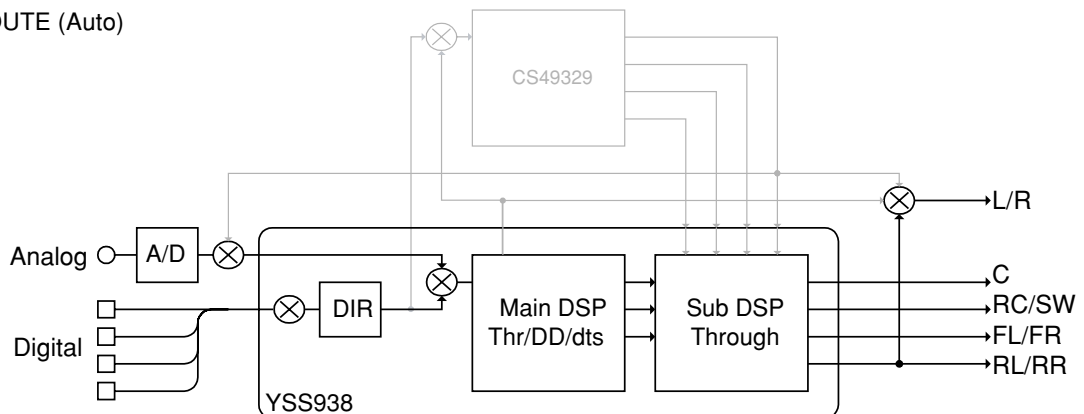 (Auto)
CS49329
L/R
Analog
A/D
C
DIR
Main DSP
Thr/DD/dts
Sub DSP
Through
RC/SW
FL/FR
RL/RR
Digital
YSS938